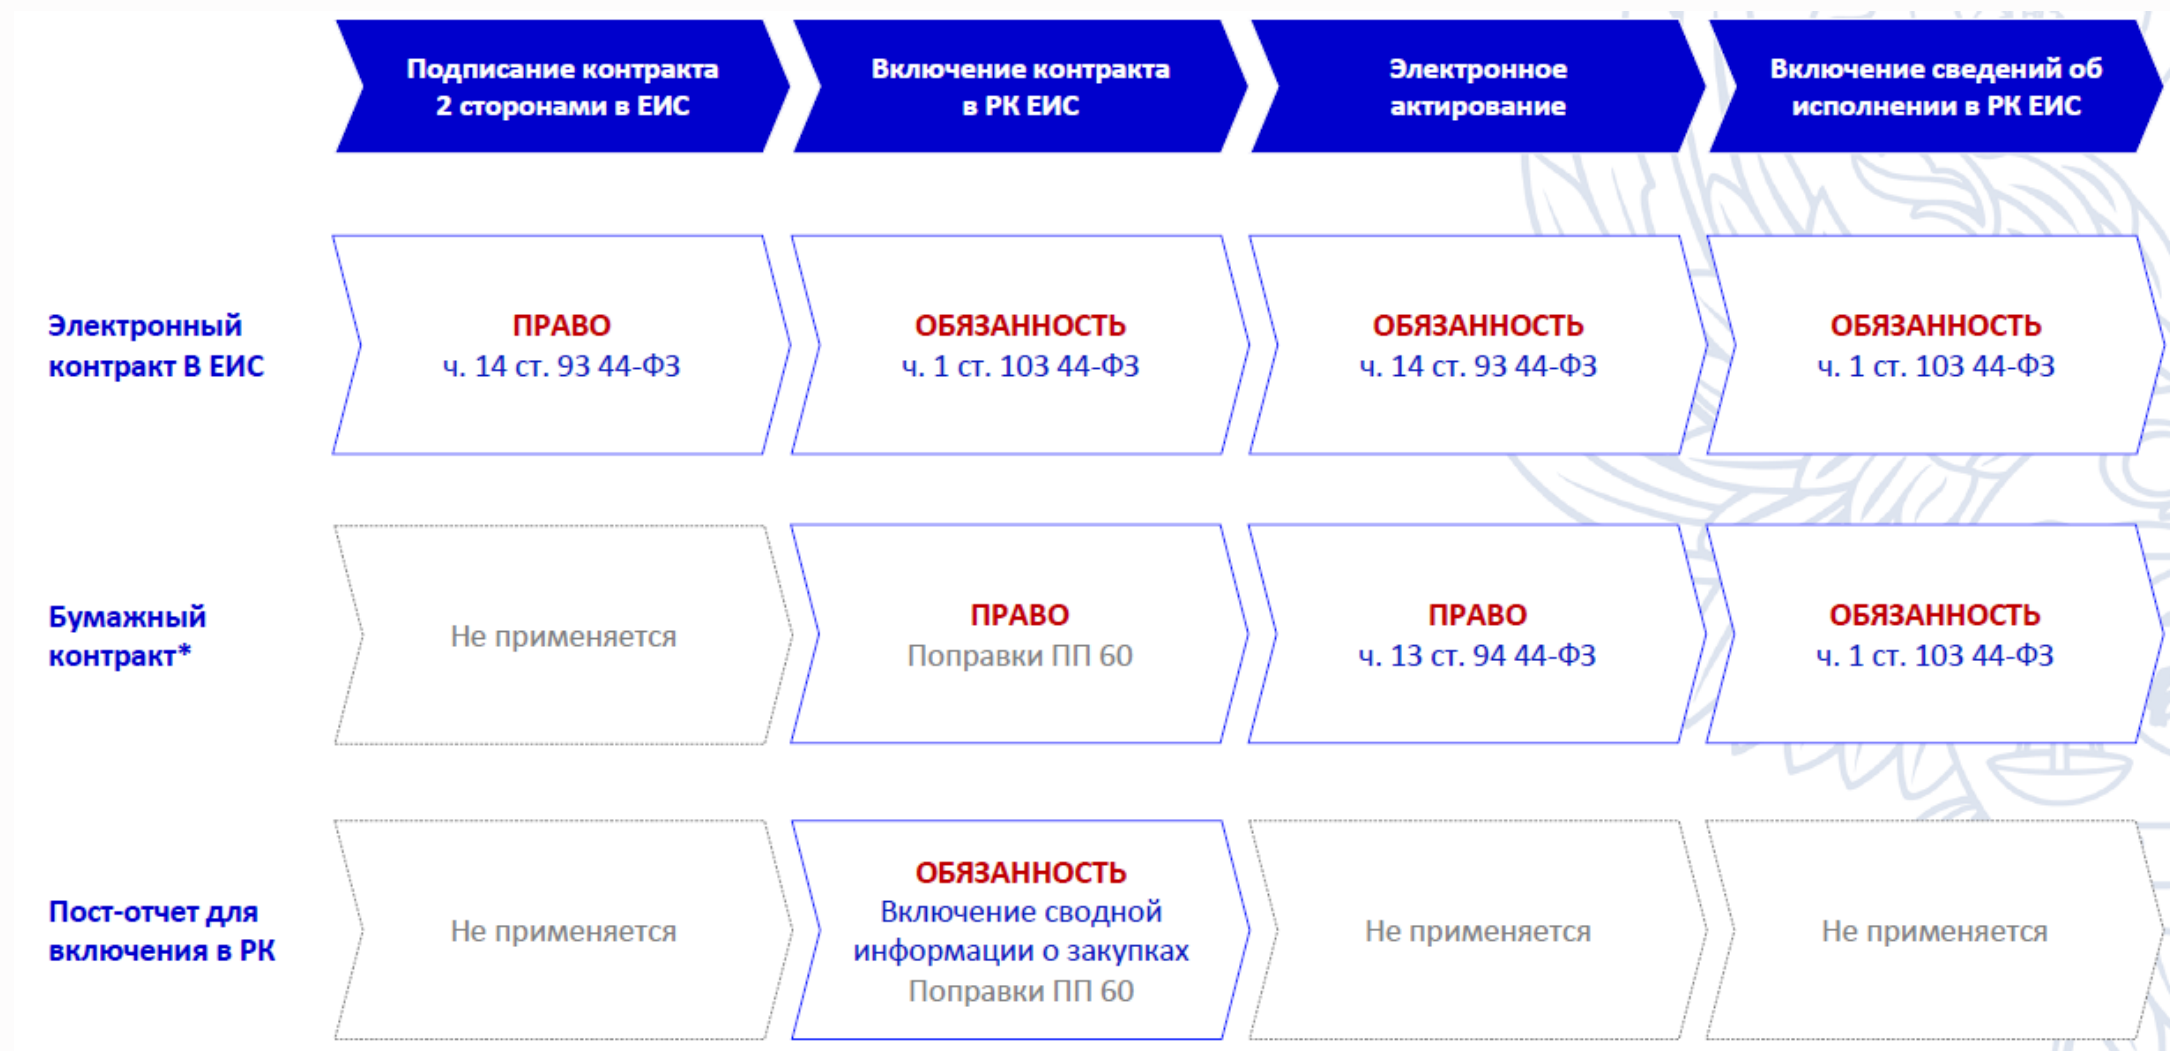 Подписание контракта
2 сторонами в ЕИС
Включение контракта
в РК ЕИС
Электронное
актирование
Включение сведений об
исполнении в РК ЕИС
Электронный
контракт В ЕИС
ПРАВО
ч. 14 ст. 93 44-ФЗ
ОБЯЗАННОСТЬ
ч. 1 ст. 103 44-ФЗ
ОБЯЗАННОСТЬ
ч. 14 ст. 93 44-ФЗ
ОБЯЗАННОСТЬ
ч. 1 ст. 103 44-ФЗ
Бумажный
контракт*
Не применяется
ПРАВО
Поправки ПП 60
ПРАВО
ч. 13 ст. 94 44-ФЗ
ОБЯЗАННОСТЬ
ч. 1 ст. 103 44-ФЗ
Пост-отчет для
включения в РК
Не применяется
ОБЯЗАННОСТЬ
Включение сводной
информации о закупках
Поправки ПП 60
Не применяется
Не применяется